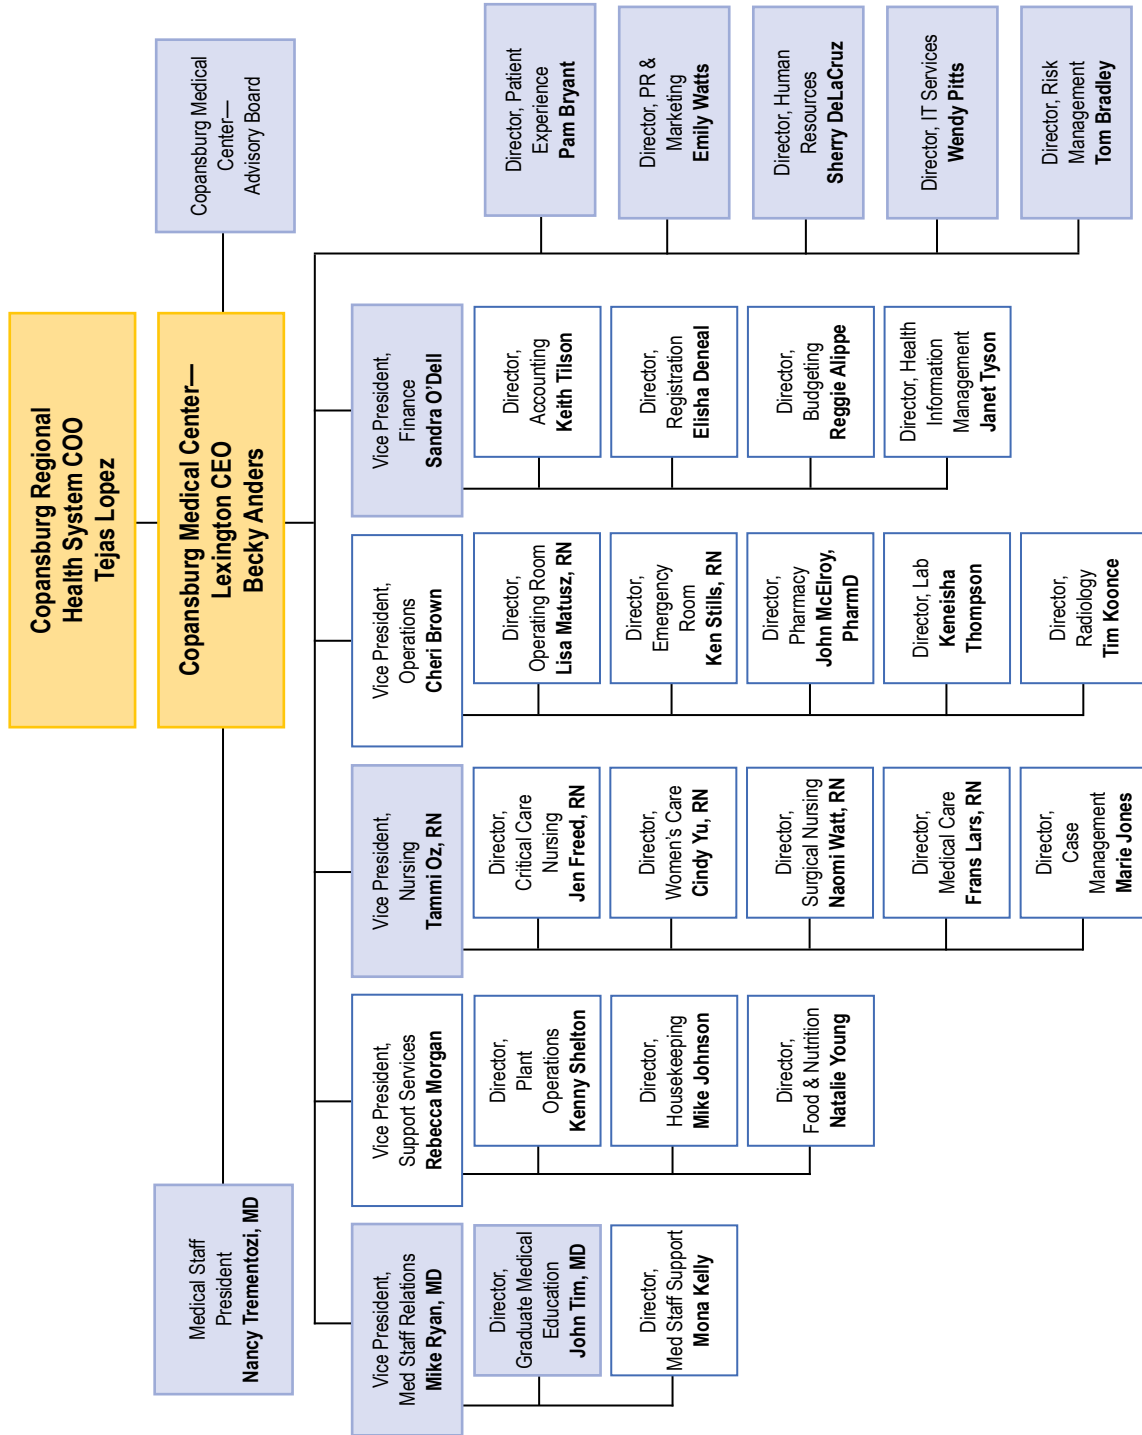 Copansburg Regional
Health System COO
Tejas Lopez
Medical Staff
President
Nancy Trementozi, MD
Copansburg Medical Center—
Lexington CEO
Becky Anders
Copansburg Medical
Center—
Advisory Board
Vice President,
Med Staff Relations
Mike Ryan, MD
Director,
Graduate Medical
Education
John Tim, MD
Director,
Med Staff Support
Mona Kelly
Vice President,
Support Services
Rebecca Morgan
Director,
Plant
Operations
Kenny Shelton
Director,
Housekeeping
Mike Johnson
Director,
Food & Nutrition
Natalie Young
Vice President,
Nursing
Tammi Oz, RN
Director,
Critical Care
Nursing
Jen Freed, RN
Director,
Women's Care
Cindy Yu, RN
Director,
Surgical Nursing
Naomi Watt, RN
Director,
Medical Care
Frans Lars, RN
Director,
Case
Management
Marie Jones
Vice President,
Operations
Cheri Brown
Director,
Operating Room
Lisa Matusz, RN
Director,
Emergency
Room
Ken Stills, RN
Director,
Pharmacy
John McElroy,
PharmD
Director, Lab
Keneisha
Thompson
Director,
Radiology
Tim Koonce
Vice President,
Finance
Sandra O'Dell
Director,
Accounting
Keith Tilson
Director,
Registration
Elisha Deneal
Director,
Budgeting
Reggie Alippe
Director, Health
Information
Management
Janet Tyson
Director, Patient
Experience
Pam Bryant
Director, PR &
Marketing
Emily Watts
Director, Human
Resources
Sherry DeLaCruz
Director, IT Services
Wendy Pitts
Director, Risk
Management
Tom Bradley